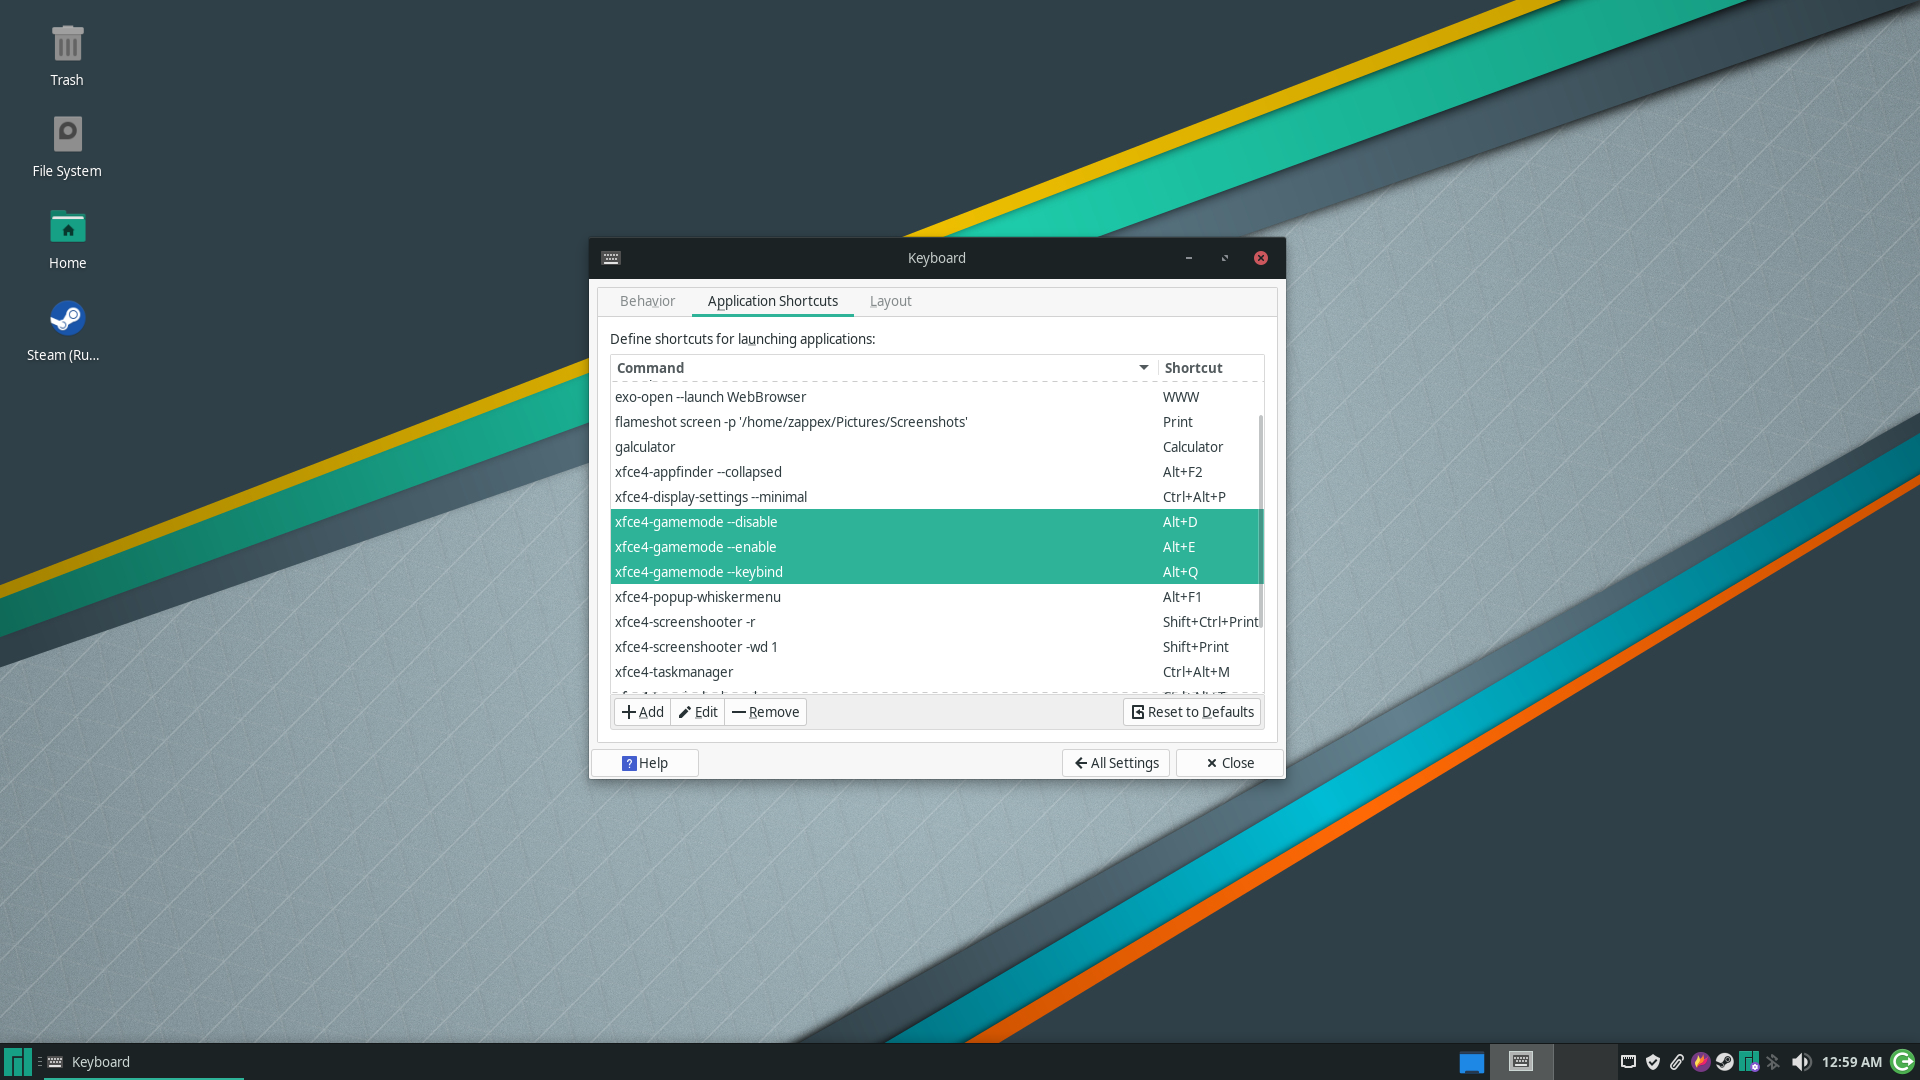 Trash
File System
Home
Steam (Ru...
Keyboard
Behavior Application Shortcuts Layout
Define shortcuts for launching applications:
Command Shortcut
exo-open --launch WebBrowser WWW
flameshot screen -p '/home/zappex/Pictures/Screenshots' Print
galculator Calculator
xfce4-appfinder --collapsed Alt+F2
xfce4-display-settings --minimal Ctrl+Alt+P
xfce4-gamemode --disable Alt+D
xfce4-gamemode --enable Alt+E
xfce4-gamemode --keybind Alt+Q
xfce4-popup-whiskermenu Alt+F1
xfce4-screenshooter -r Shift+Ctrl+Print
xfce4-screenshooter -wd 1 Shift+Print
xfce4-taskmanager Ctrl+Alt+M
Add Edit Remove Reset to Defaults
? Help All Settings Close
Keyboard 12:59 AM